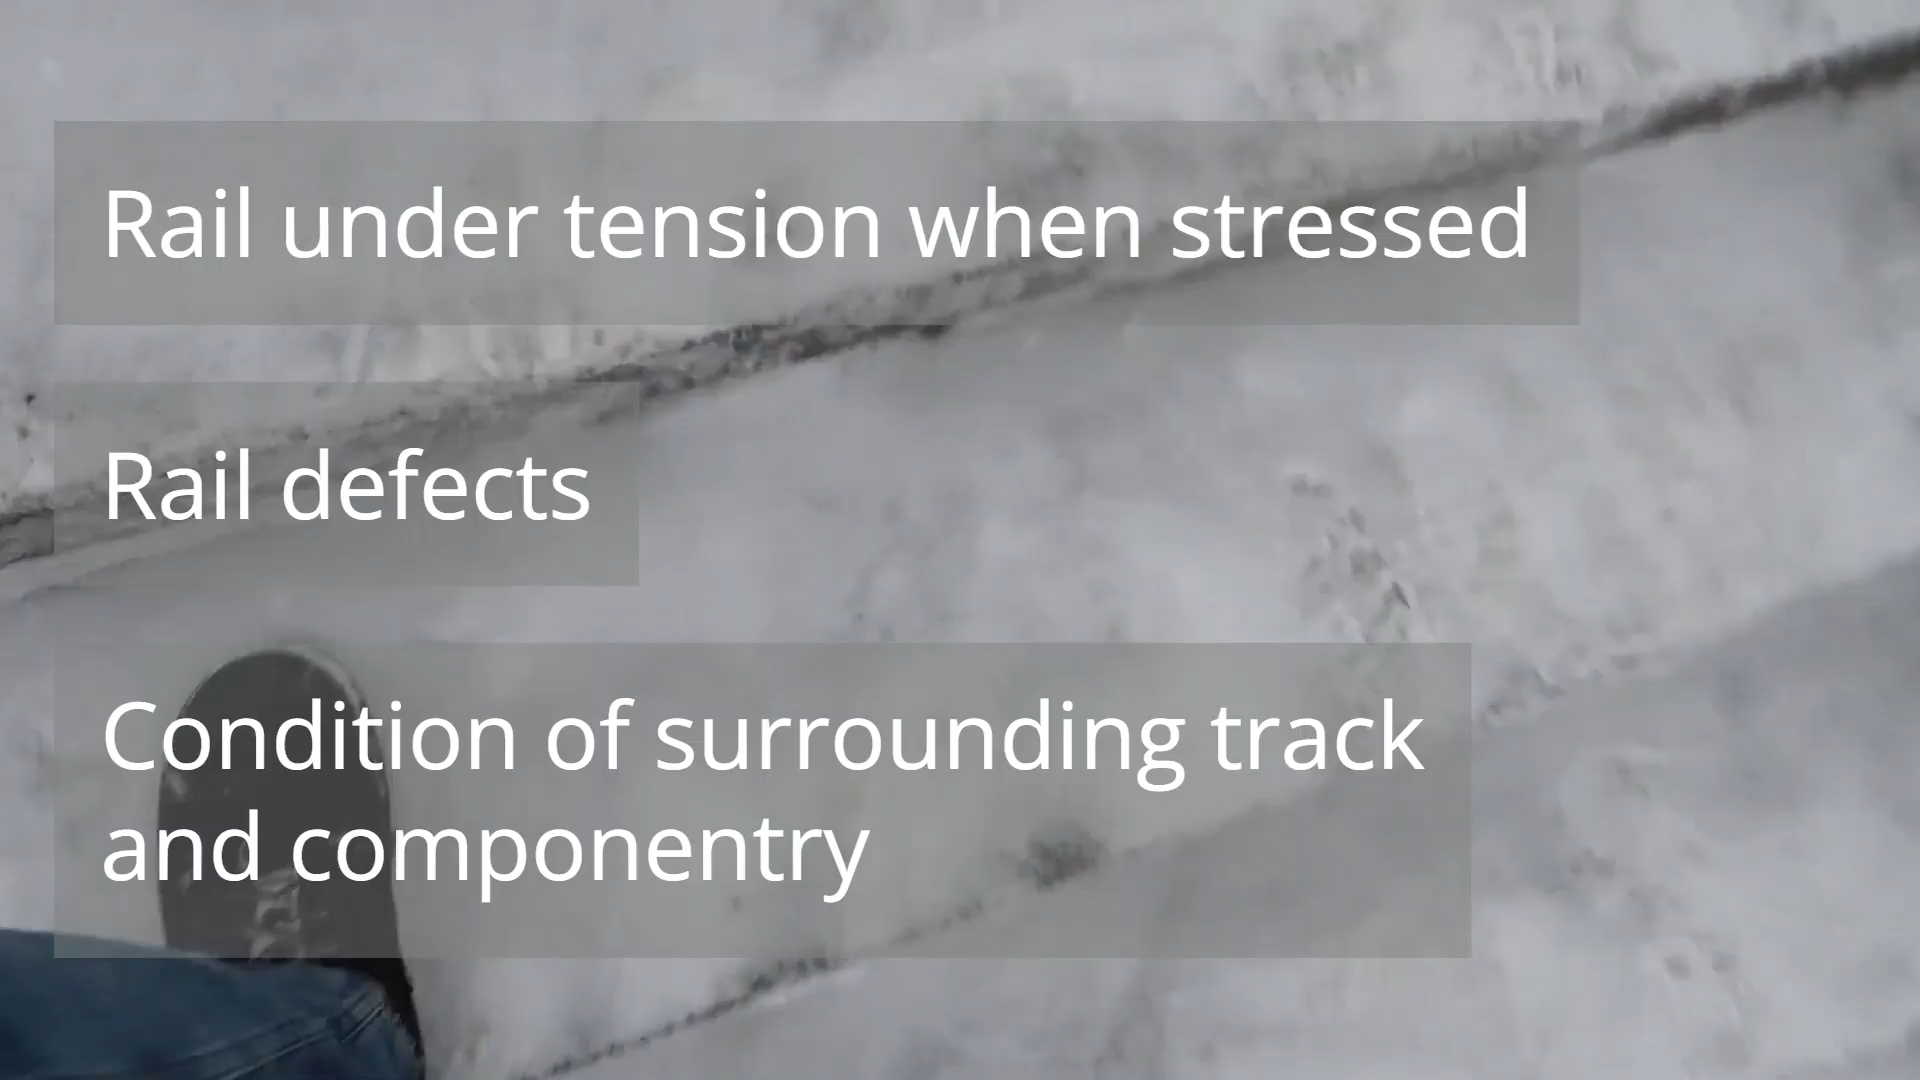 Rail under tension when stressed
Rail defects
Condition of surrounding track
and componentry